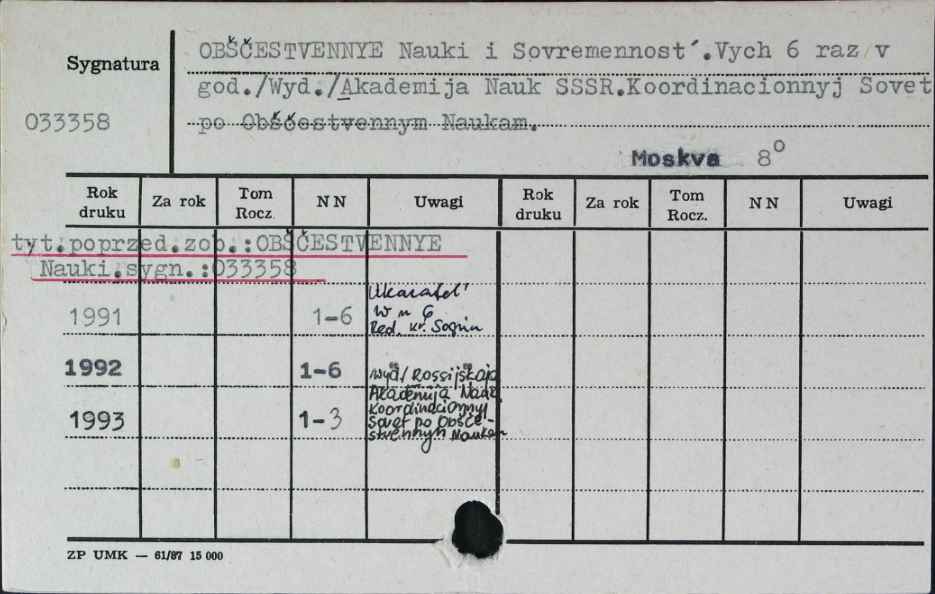 Sygnatura
OBŠČESTVENNYE Nauki i Sovremennost´.Vych 6 raz v
god./Wyd./Akademija Nauk SSSR.Koordinacionnyj Sovet
033358
po Obščestvennym Naukam.
Moskva 8°
Rok druku Za rok Tom Rocz. NN Uwagi Rok druku Za rok Tom Rocz. NN Uwagi
tyt.poprzed.zob.:OBŠČESTVENNYE
Nauki.sygn.:033358
1991 1-6 Ukazatel'
w n 6
Red. V. Sogrin
1992 1-6 Wyd/ Rossijskaja
Akademija Nauk
1993 1-3 Koordinacionnyj
Sovet po Obšče-
stvennym Naukam
ZP UMK — 61/87 15 000